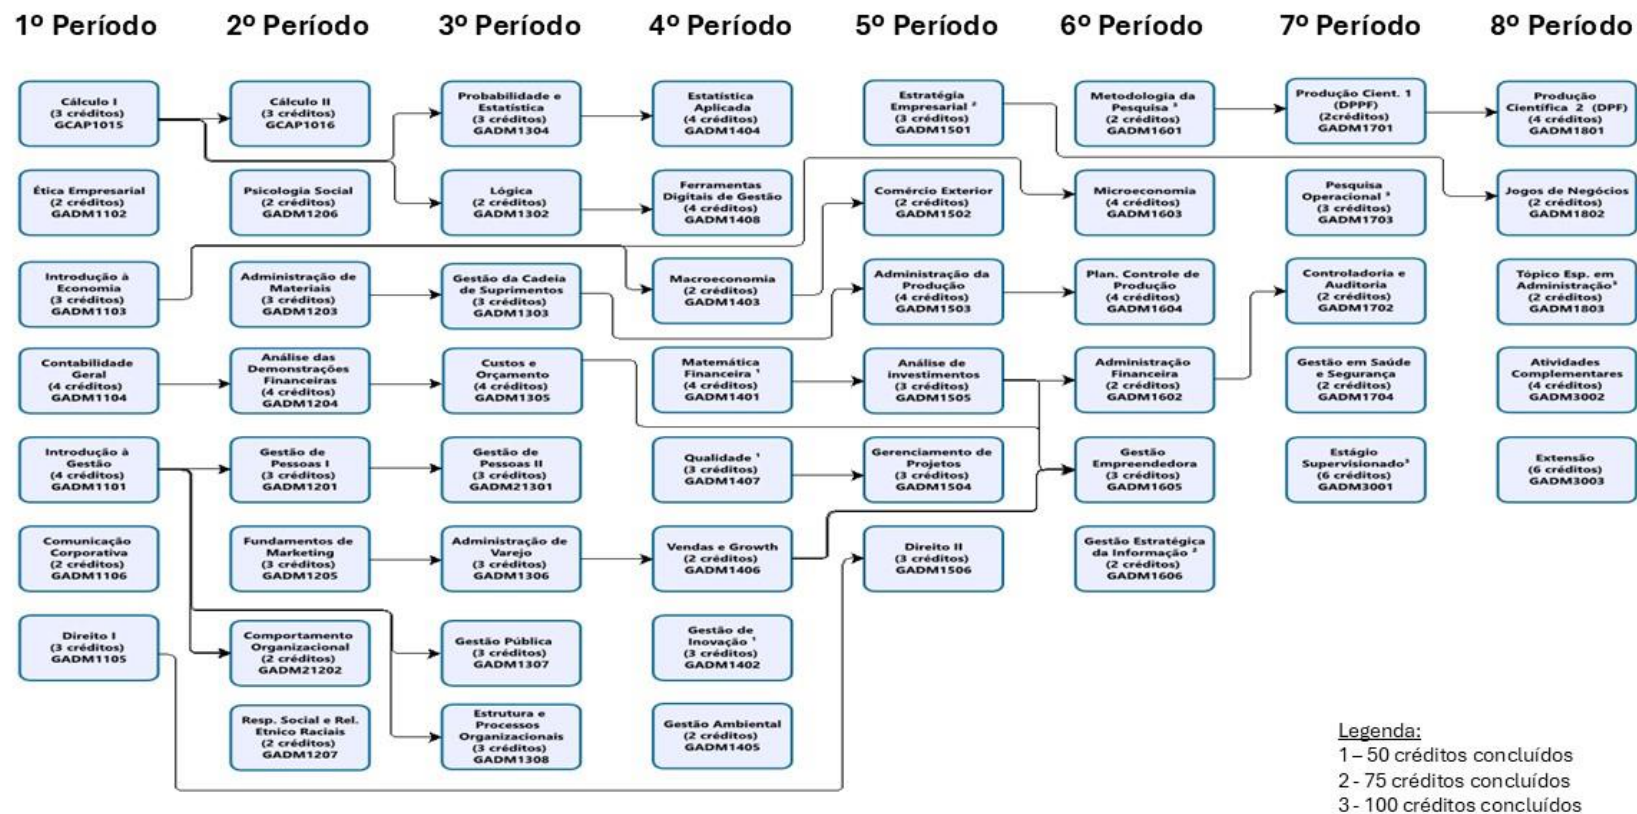 1º Período
2º Período
3º Período
4º Período
5º Período
6º Período
7º Período
8º Período
Cálculo I
(3 créditos)
GCAP1015
Cálculo II
(3 créditos)
GCAP1016
Probabilidade e
Estatística
(3 créditos)
GADM1304
Estatística
Aplicada
(4 créditos)
GADM1404
Estratégia
Empresarial ²
(3 créditos)
GADM1501
Metodologia da
Pesquisa ³
(2 créditos)
GADM1601
Produção Cient. 1
(DPPF)
(2créditos)
GADM1701
Produção
Científica 2 (DPF)
(4 créditos)
GADM1801
Ética Empresarial
(2 créditos)
GADM1102
Psicologia Social
(2 créditos)
GADM1206
Lógica
(2 créditos)
GADM1302
Ferramentas
Digitais de Gestão
(4 créditos)
GADM1408
Comércio Exterior
(2 créditos)
GADM1502
Microeconomia
(4 créditos)
GADM1603
Pesquisa
Operacional ³
(3 créditos)
GADM1703
Jogos de Negócios
(2 créditos)
GADM1802
Introdução à
Economia
(3 créditos)
GADM1103
Administração de
Materiais
(3 créditos)
GADM1203
Gestão da Cadeia
de Suprimentos
(3 créditos)
GADM1303
Macroeconomia
(2 créditos)
GADM1403
Administração da
Produção
(4 créditos)
GADM1503
Plan. Controle de
Produção
(4 créditos)
GADM1604
Controladoria e
Auditoria
(2 créditos)
GADM1702
Tópico Esp. em
Administração³
(2 créditos)
GADM1803
Contabilidade
Geral
(4 créditos)
GADM1104
Análise das
Demonstrações
Financeiras
(4 créditos)
GADM1204
Custos e
Orçamento
(4 créditos)
GADM1305
Matemática
Financeira ¹
(4 créditos)
GADM1401
Análise de
investimentos
(3 créditos)
GADM1505
Administração
Financeira
(2 créditos)
GADM1602
Gestão em Saúde
e Segurança
(2 créditos)
GADM1704
Atividades
Complementares
(4 créditos)
GADM3002
Introdução à
Gestão
(4 créditos)
GADM1101
Gestão de
Pessoas I
(3 créditos)
GADM1201
Gestão de
Pessoas II
(3 créditos)
GADM21301
Qualidade ¹
(3 créditos)
GADM1407
Gerenciamento de
Projetos
(3 créditos)
GADM1504
Gestão
Empreendedora
(3 créditos)
GADM1605
Estágio
Supervisionado³
(6 créditos)
GADM3001
Extensão
(6 créditos)
GADM3003
Comunicação
Corporativa
(2 créditos)
GADM1106
Fundamentos de
Marketing
(3 créditos)
GADM1205
Administração de
Varejo
(3 créditos)
GADM1306
Vendas e Growth
(2 créditos)
GADM1406
Direito II
(3 créditos)
GADM1506
Gestão Estratégica
da Informação ²
(2 créditos)
GADM1606
Direito I
(3 créditos)
GADM1105
Comportamento
Organizacional
(2 créditos)
GADM21202
Gestão Pública
(3 créditos)
GADM1307
Gestão de
Inovação ¹
(3 créditos)
GADM1402
Resp. Social e Rel.
Etnico Raciais
(2 créditos)
GADM1207
Estrutura e
Processos
Organizacionais
(3 créditos)
GADM1308
Gestão Ambiental
(2 créditos)
GADM1405
Legenda:
1 – 50 créditos concluídos
2 - 75 créditos concluídos
3 - 100 créditos concluídos